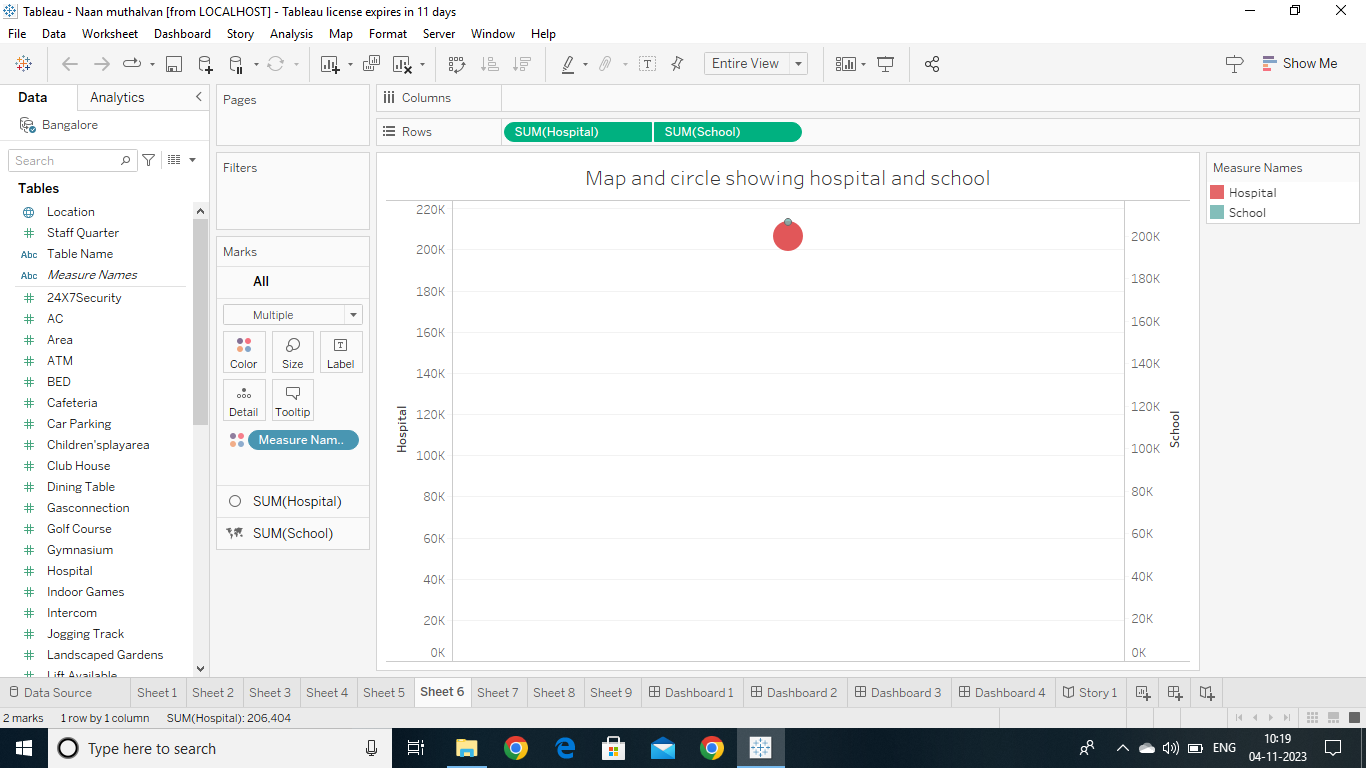 Tableau - Naan muthalvan [from LOCALHOST] - Tableau license expires in 11 days
File Data Worksheet Dashboard Story Analysis Map Format Server Window Help
Entire View
Show Me
Data Analytics
Bangalore
Search
Tables
Location
Staff Quarter
Abc Table Name
Abc Measure Names
24X7Security
AC
Area
ATM
BED
Cafeteria
Car Parking
Children'splayarea
Club House
Dining Table
Gasconnection
Golf Course
Gymnasium
Hospital
Indoor Games
Intercom
Jogging Track
Landscaped Gardens
Lift Available
Pages
Filters
Marks
All
Multiple
Color Size Label
Detail Tooltip
Measure Nam..
SUM(Hospital)
SUM(School)
Columns
Rows SUM(Hospital) SUM(School)
Map and circle showing hospital and school
Hospital
220K
200K
180K
160K
140K
120K
100K
80K
60K
40K
20K
0K
200K
180K
160K
140K
120K
100K
80K
60K
40K
20K
0K
School
Measure Names
Hospital
School
Data Source Sheet 1 Sheet 2 Sheet 3 Sheet 4 Sheet 5 Sheet 6 Sheet 7 Sheet 8 Sheet 9 Dashboard 1 Dashboard 2 Dashboard 3 Dashboard 4 Story 1
2 marks 1 row by 1 column SUM(Hospital): 206,404
Type here to search
ENG
10:19
04-11-2023